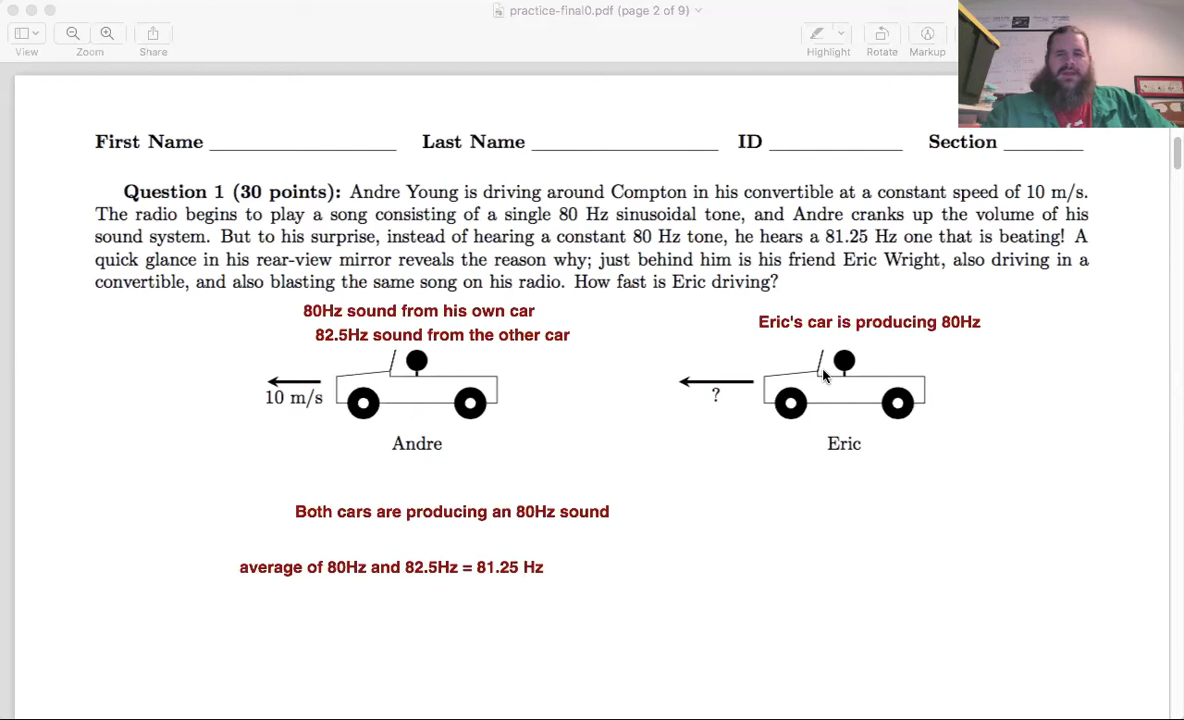 practice-final0.pdf (page 2 of 9)
View Zoom Share Highlight Rotate Markup
First Name Last Name ID Section
Question 1 (30 points): Andre Young is driving around Compton in his convertible at a constant speed of 10 m/s.
The radio begins to play a song consisting of a single 80 Hz sinusoidal tone, and Andre cranks up the volume of his
sound system. But to his surprise, instead of hearing a constant 80 Hz tone, he hears a 81.25 Hz one that is beating! A
quick glance in his rear-view mirror reveals the reason why; just behind him is his friend Eric Wright, also driving in a
convertible, and also blasting the same song on his radio. How fast is Eric driving?
80Hz sound from his own car
82.5Hz sound from the other car
Eric's car is producing 80Hz
10 m/s
?
Andre
Eric
Both cars are producing an 80Hz sound
average of 80Hz and 82.5Hz = 81.25 Hz